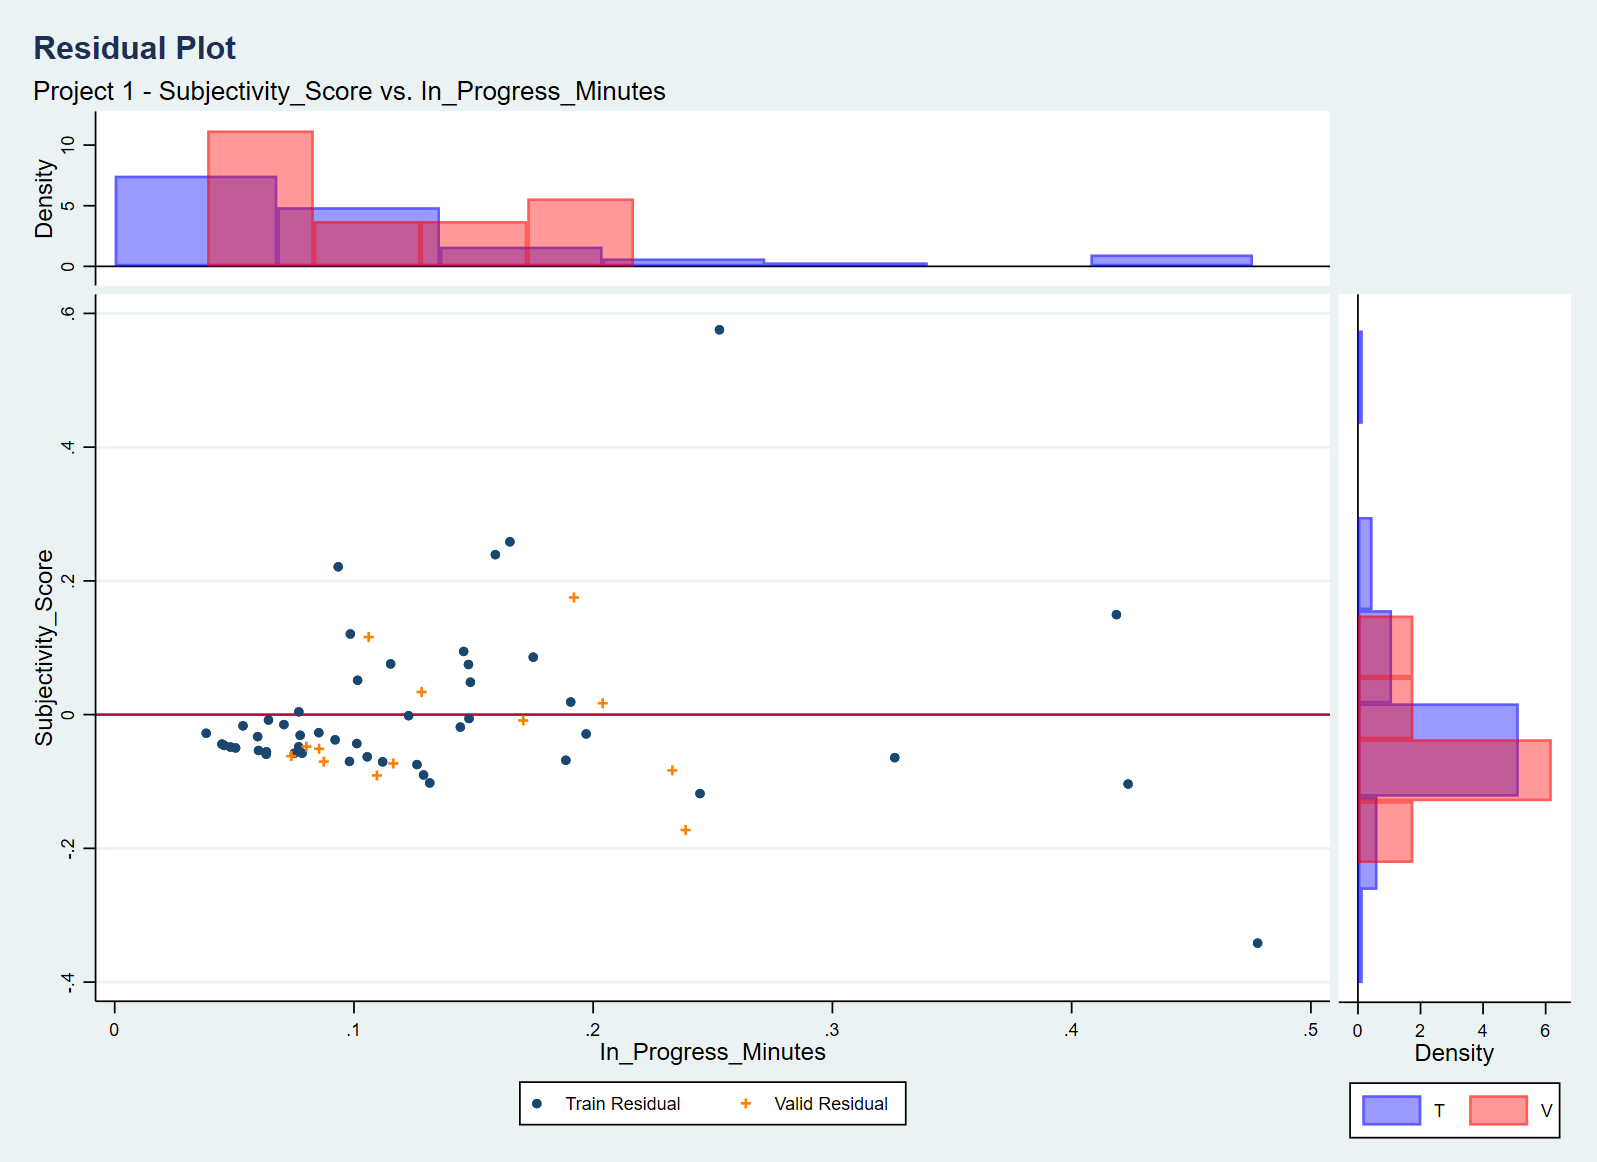 Residual Plot
Project 1 - Subjectivity_Score vs. In_Progress_Minutes
Density
0
5
10
Subjectivity_Score
.6
.4
.2
0
-.2
-.4
0
.1
.2
.3
.4
.5
In_Progress_Minutes
0
2
4
6
Density
Train Residual
Valid Residual
T
V